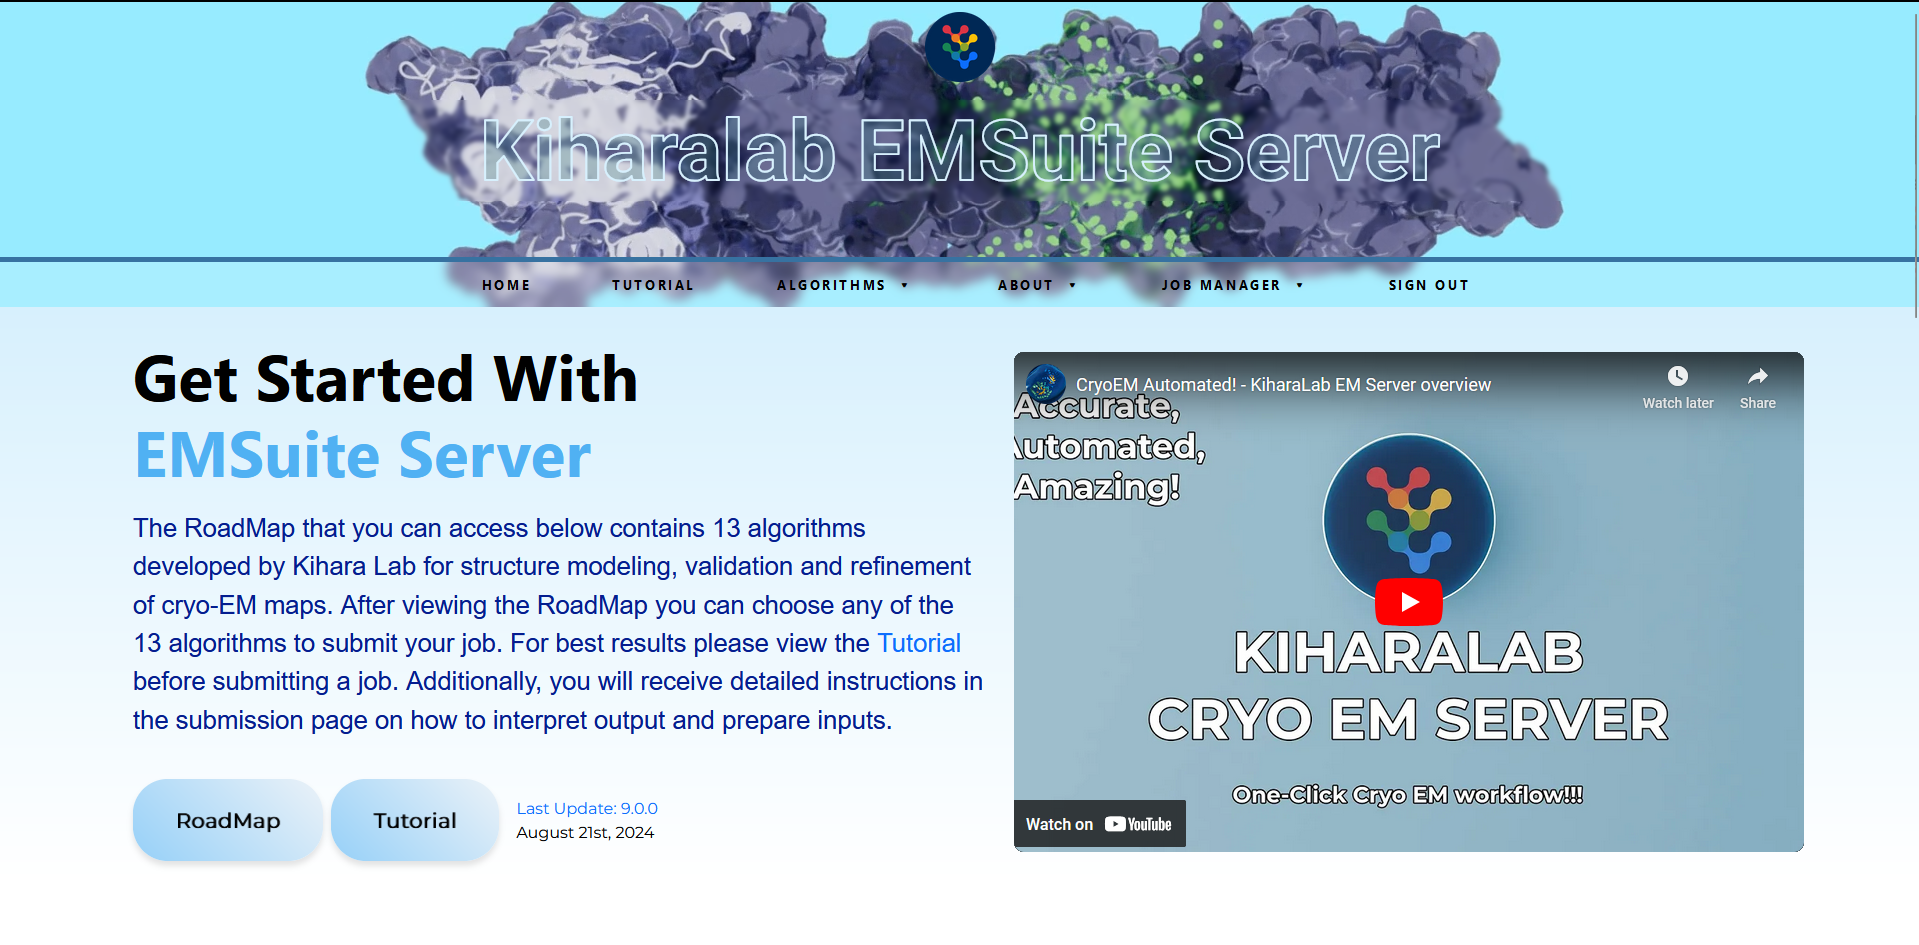 Kiharalab EMSuite Server
HOME TUTORIAL ALGORITHMS ABOUT JOB MANAGER SIGN OUT
Get Started With
EMSuite Server
The RoadMap that you can access below contains 13 algorithms
developed by Kihara Lab for structure modeling, validation and refinement
of cryo-EM maps. After viewing the RoadMap you can choose any of the
13 algorithms to submit your job. For best results please view the Tutorial
before submitting a job. Additionally, you will receive detailed instructions in
the submission page on how to interpret output and prepare inputs.
RoadMap Tutorial
Last Update: 9.0.0
August 21st, 2024
CryoEM Automated! - KiharaLab EM Server overview
Watch later
Share
Accurate,
Automated,
Amazing!
KIHARALAB
CRYO EM SERVER
One-Click Cryo EM workflow!!!
Watch on YouTube